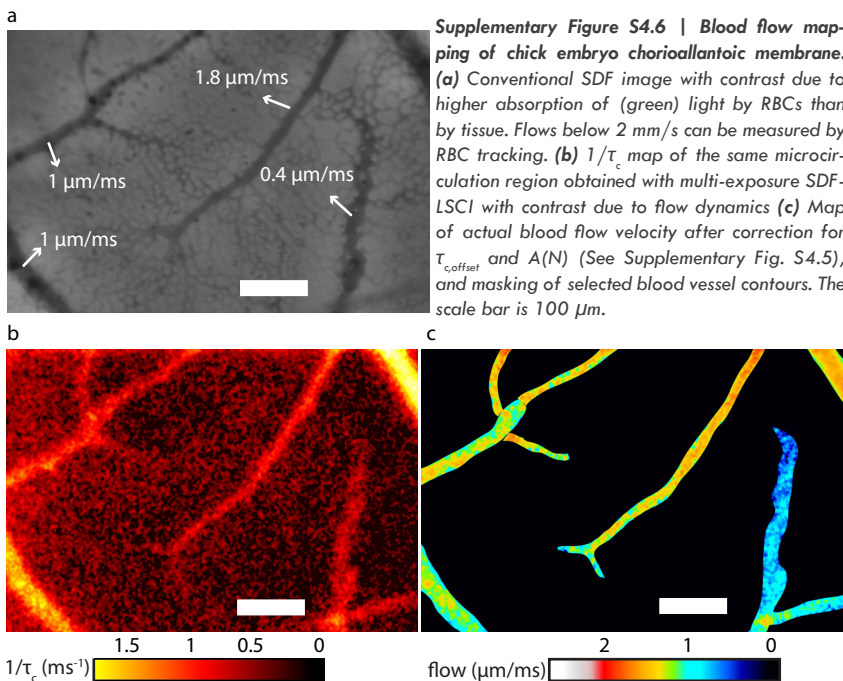 a
Supplementary Figure S4.6 | Blood flow map-
ping of chick embryo chorioallantoic membrane.
(a) Conventional SDF image with contrast due to
higher absorption of (green) light by RBCs than
by tissue. Flows below 2 mm/s can be measured by
RBC tracking. (b) 1/τc map of the same microcir-
culation region obtained with multi-exposure SDF-
LSCI with contrast due to flow dynamics (c) Map
of actual blood flow velocity after correction for
τc,offset and A(N) (See Supplementary Fig. S4.5),
and masking of selected blood vessel contours. The
scale bar is 100 µm.
1.8 µm/ms
1 µm/ms
0.4 µm/ms
1 µm/ms
b
c
1.5 1 0.5 0
1/τc (ms-1)
2 1 0
flow (µm/ms)